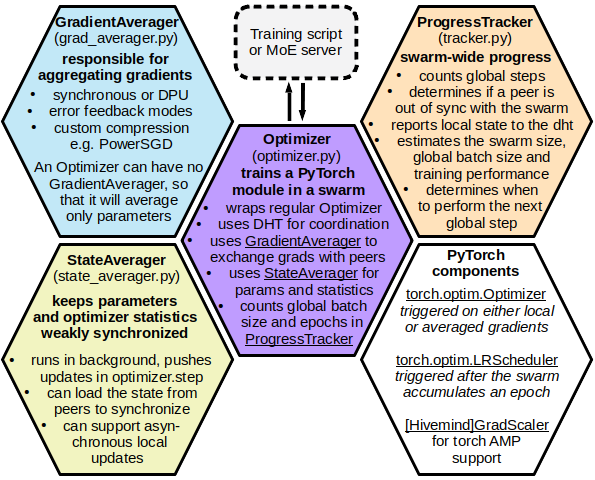 GradientAverager
(grad_averager.py)
responsible for
aggregating gradients
• synchronous or DPU
• error feedback modes
• custom compression
e.g. PowerSGD
An Optimizer can have no
GradientAverager, so
that it will average
only parameters
Training script
or MoE server
ProgressTracker
(tracker.py)
swarm-wide progress
• counts global steps
• determines if a peer is
out of sync with the swarm
• reports local state to the dht
• estimates the swarm size,
global batch size and
training performance
• determines when
to perform the next
global step
Optimizer
(optimizer.py)
trains a PyTorch
module in a swarm
• wraps regular Optimizer
• uses DHT for coordination
• uses GradientAverager to
exchange grads with peers
• uses StateAverager for
params and statistics
• counts global batch
size and epochs in
ProgressTracker
StateAverager
(state_averager.py)
keeps parameters
and optimizer statistics
weakly synchronized
• runs in background, pushes
updates in optimizer.step
• can load the state from
peers to synchronize
• can support asyn-
chronous local
updates
PyTorch
components
torch.optim.Optimizer
triggered on either local
or averaged gradients
torch.optim.LRScheduler
triggered after the swarm
accumulates an epoch
[Hivemind]GradScaler
for torch AMP
support